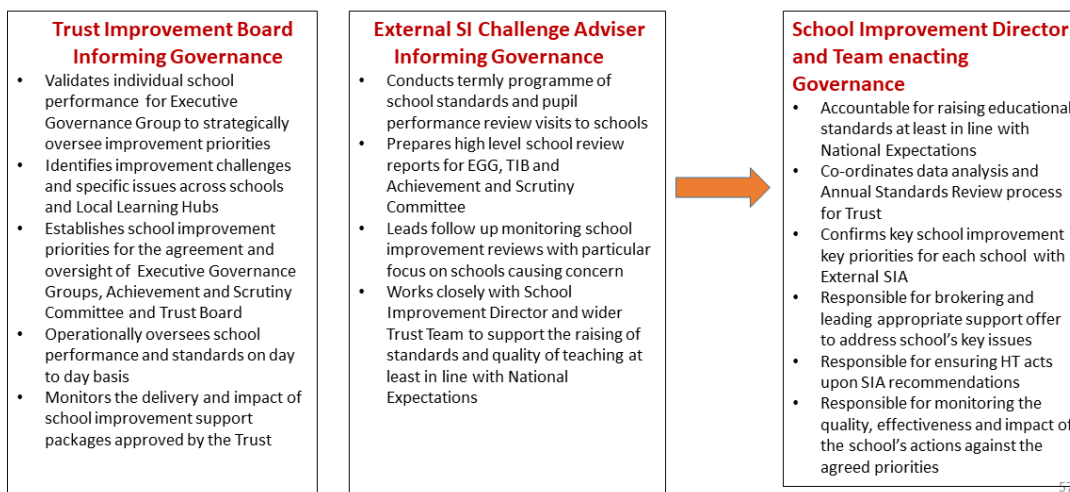 Trust Improvement Board
Informing Governance
• Validates individual school
performance for Executive
Governance Group to strategically
oversee improvement priorities
• Identifies improvement challenges
and specific issues across schools
and Local Learning Hubs
• Establishes school improvement
priorities for the agreement and
oversight of Executive Governance
Groups, Achievement and Scrutiny
Committee and Trust Board
• Operationally oversees school
performance and standards on day
to day basis
• Monitors the delivery and impact of
school improvement support
packages approved by the Trust
External SI Challenge Adviser
Informing Governance
• Conducts termly programme of
school standards and pupil
performance review visits to schools
• Prepares high level school review
reports for EGG, TIB and
Achievement and Scrutiny
Committee
• Leads follow up monitoring school
improvement reviews with particular
focus on schools causing concern
• Works closely with School
Improvement Director and wider
Trust Team to support the raising of
standards and quality of teaching at
least in line with National
Expectations
School Improvement Director
and Team enacting
Governance
• Accountable for raising educational
standards at least in line with
National Expectations
• Co-ordinates data analysis and
Annual Standards Review process
for Trust
• Confirms key school improvement
key priorities for each school with
External SIA
• Responsible for brokering and
leading appropriate support offer
to address school's key issues
• Responsible for ensuring HT acts
upon SIA recommendations
• Responsible for monitoring the
quality, effectiveness and impact of
the school's actions against the
agreed priorities